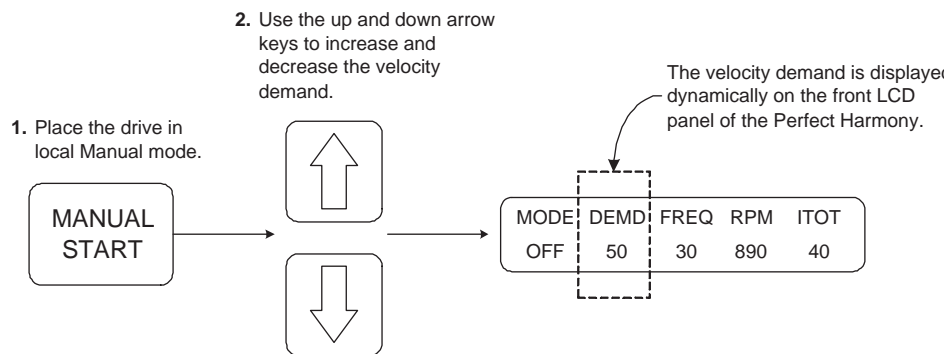 2. Use the up and down arrow
keys to increase and
decrease the velocity
demand.
The velocity demand is displayed
dynamically on the front LCD
panel of the Perfect Harmony.
1. Place the drive in
local Manual mode.
MANUAL
START
MODE DEMD FREQ RPM ITOT
OFF 50 30 890 40